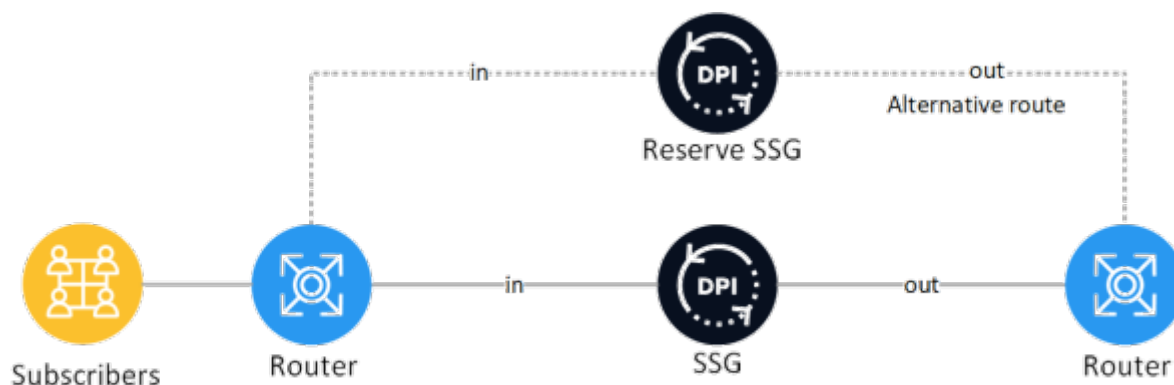 in
DPI
out
Alternative route
Reserve SSG
in
DPI
out
Subscribers
Router
SSG
Router